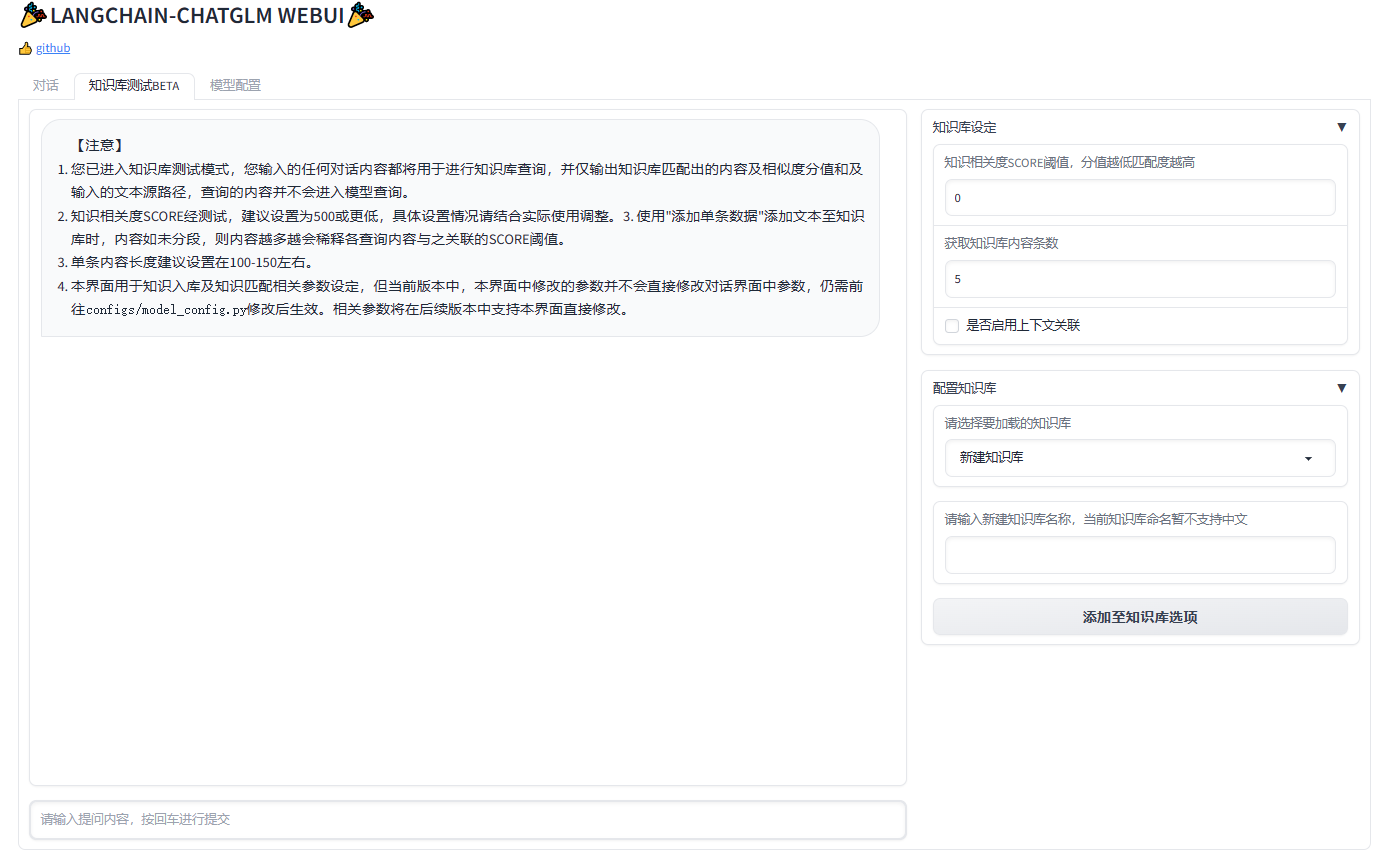 🎉LANGCHAIN-CHATGLM WEBUI🎉
👍 github
对话
知识库测试BETA
模型配置
【注意】
1. 您已进入知识库测试模式，您输入的任何对话内容都将用于进行知识库查询，并仅输出知识库匹配出的内容及相似度分值和及
输入的文本源路径，查询的内容并不会进入模型查询。
2. 知识相关度SCORE经测试，建议设置为500或更低，具体设置情况请结合实际使用调整。3. 使用"添加单条数据"添加文本至知识
库时，内容如未分段，则内容越多越会稀释各查询内容与之关联的SCORE阈值。
3. 单条内容长度建议设置在100-150左右。
4. 本界面用于知识入库及知识匹配相关参数设定，但当前版本中，本界面中修改的参数并不会直接修改对话界面中参数，仍需前
往configs/model_config.py修改后生效。相关参数将在后续版本中支持本界面直接修改。
请输入提问内容，按回车进行提交
知识库设定
▼
知识相关度SCORE阈值，分值越低匹配度越高
0
获取知识库内容条数
5
是否启用上下文关联
配置知识库
▼
请选择要加载的知识库
新建知识库
请输入新建知识库名称，当前知识库命名暂不支持中文
添加至知识库选项